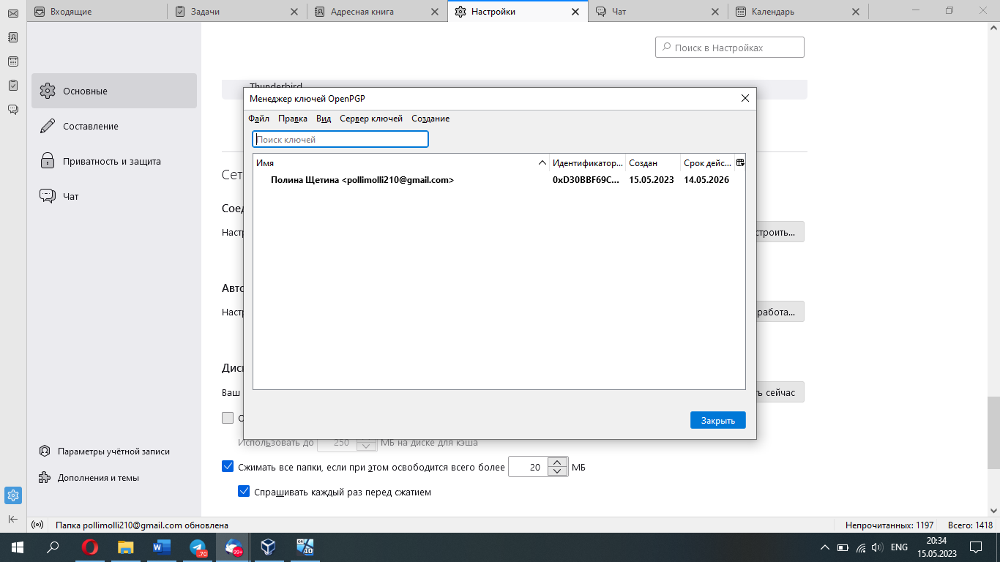 Входящие
Задачи
Адресная книга
Настройки
Чат
Календарь
Поиск в Настройках
Основные
Составление
Приватность и защита
Чат
Thunderbird
Менеджер ключей OpenPGP
Файл Правка Вид Сервер ключей Создание
Поиск ключей
Имя Идентификатор... Создан Срок дейс...
Полина Щетина <pollimolli210@gmail.com> 0xD30BBF69C... 15.05.2023 14.05.2026
Закрыть
Сет
Соед
Настр
строить...
Авто
Настр
работа...
Диск
Ваш
ть сейчас
Использовать до 250 МБ на диске для кэша
Сжимать все папки, если при этом освободится всего более 20 МБ
Спрашивать каждый раз перед сжатием
Параметры учётной записи
Дополнения и темы
Папка pollimolli210@gmail.com обновлена
Непрочитанных: 1197 Всего: 1418
.70
99+
64
10
ENG
20:34
15.05.2023